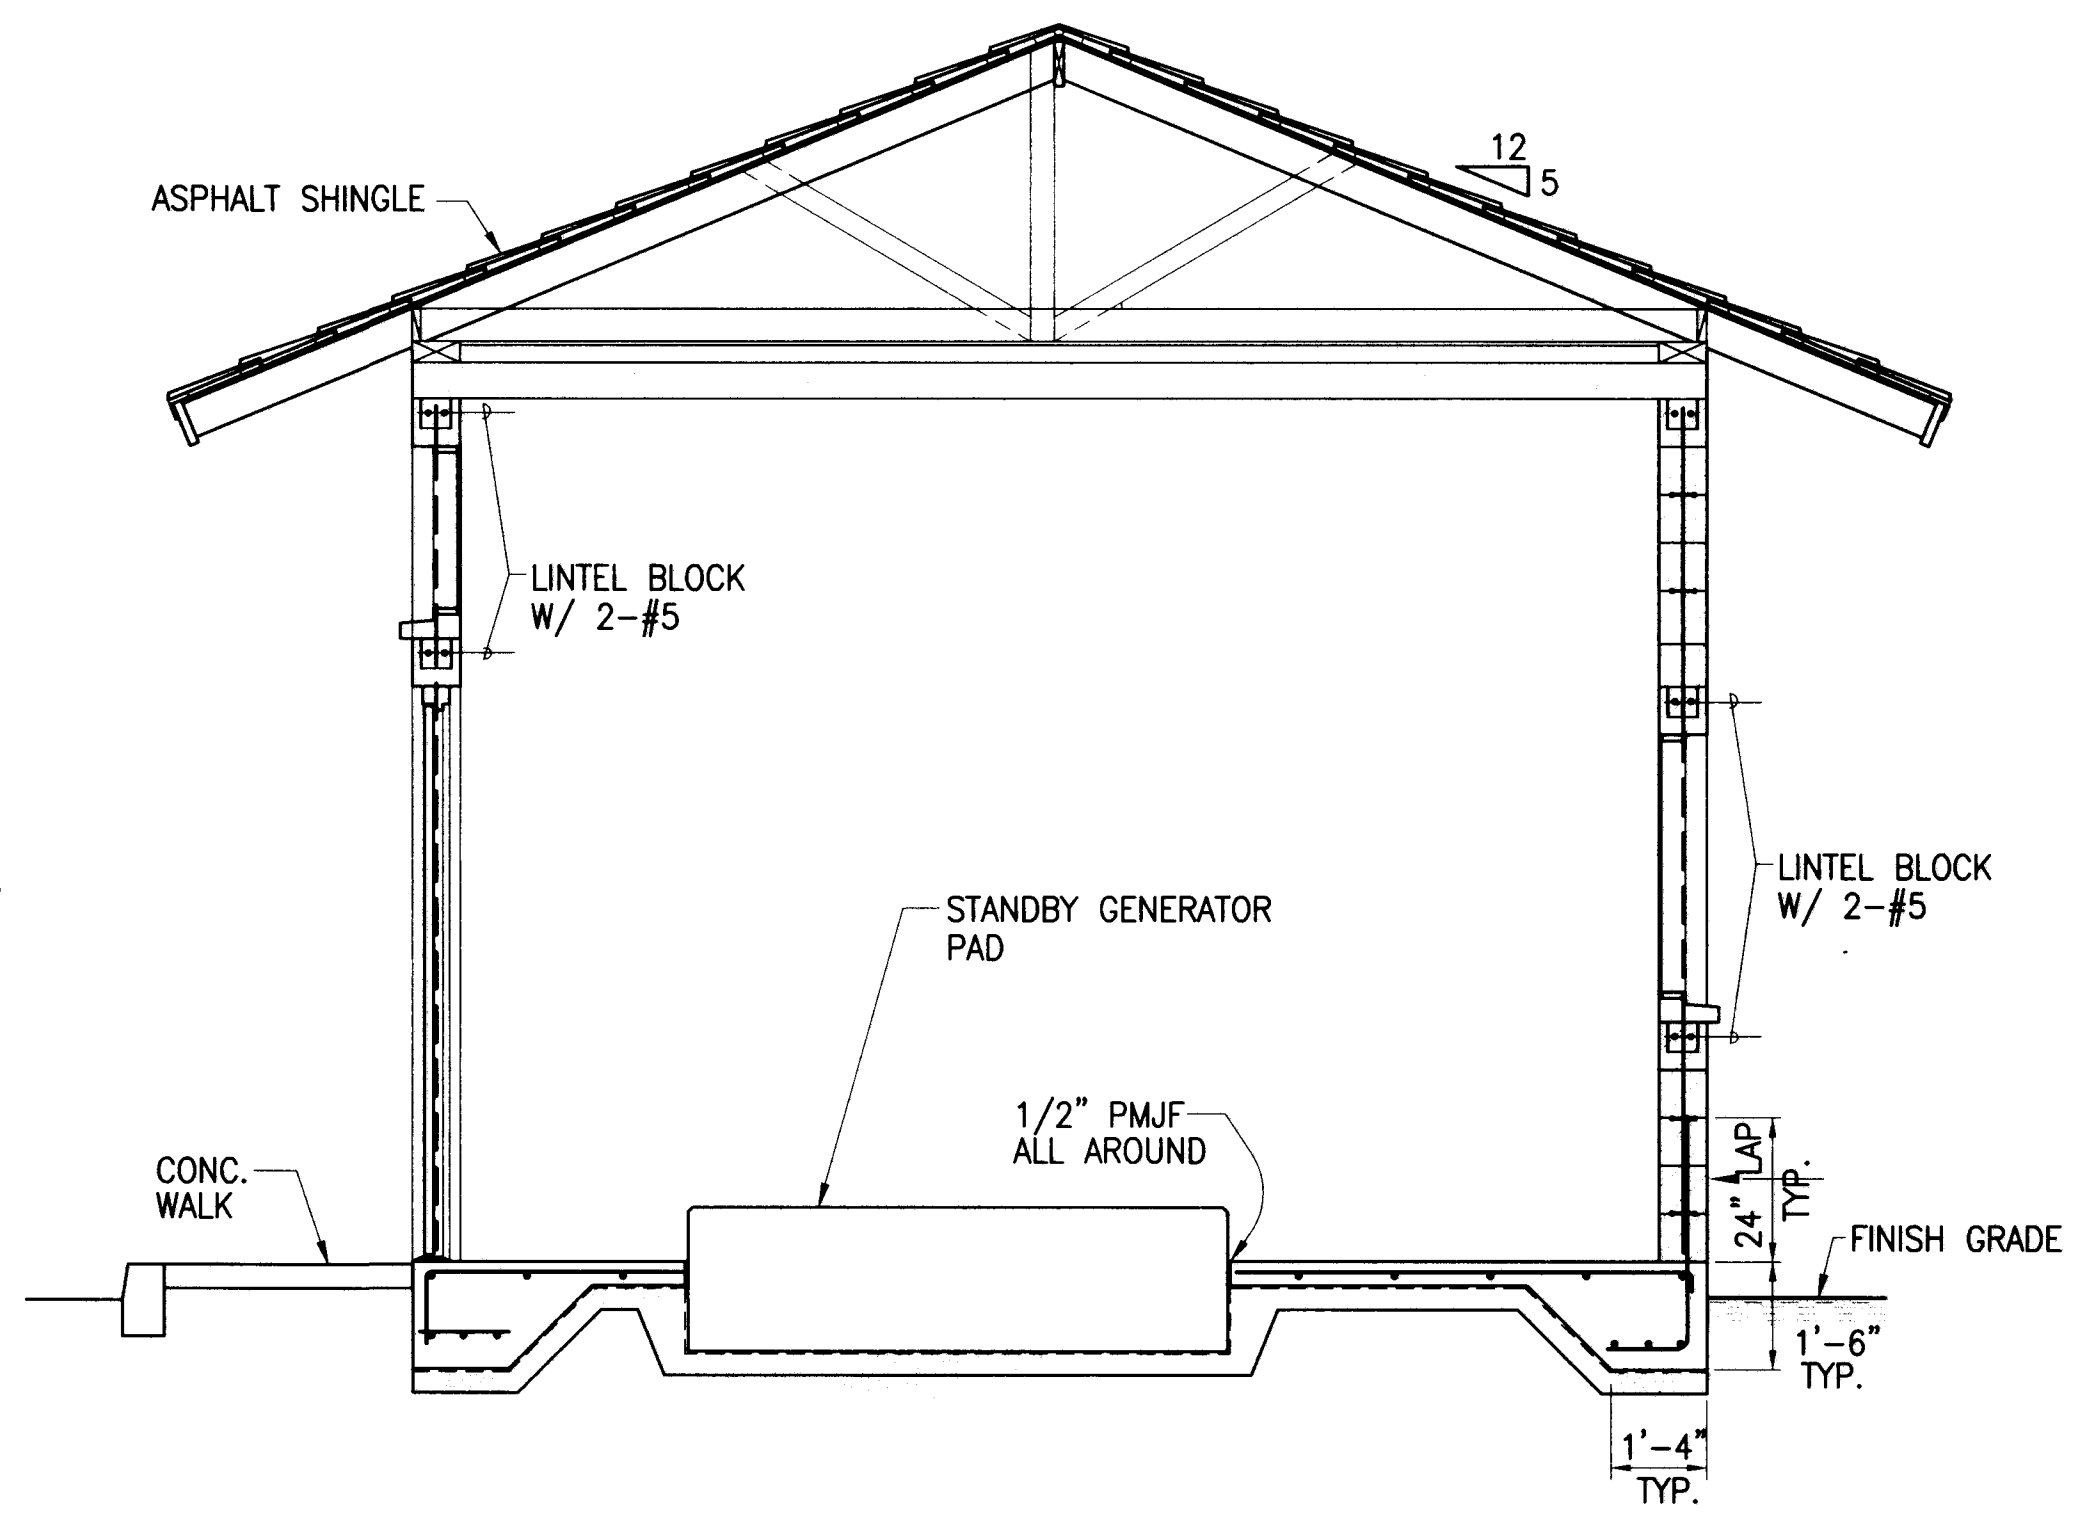 12
5
ASPHALT SHINGLE
LINTEL BLOCK
W/ 2-#5
LINTEL BLOCK
W/ 2-#5
STANDBY GENERATOR
PAD
1/2" PMJF
ALL AROUND
CONC.
WALK
24" LAP
TYP.
FINISH GRADE
1'-6"
TYP.
1'-4"
TYP.